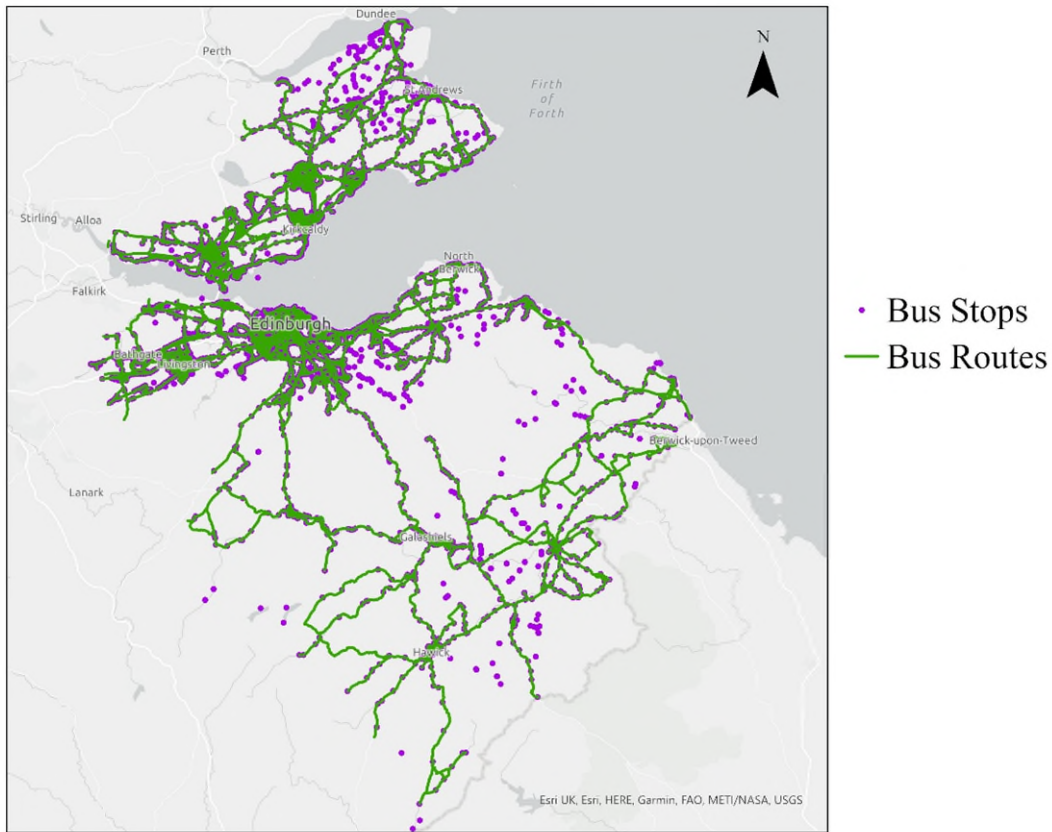 Dundee
Perth
N
St Andrews
Firth
of
Forth
Stirling
Alloa
Kirkcaldy
North
Berwick
Falkirk
Edinburgh
Bathgate
Livingston
Berwick-upon-Tweed
Lanark
Galashiels
Hawick
Esri UK, Esri, HERE, Garmin, FAO, METI/NASA, USGS
Bus Stops
Bus Routes